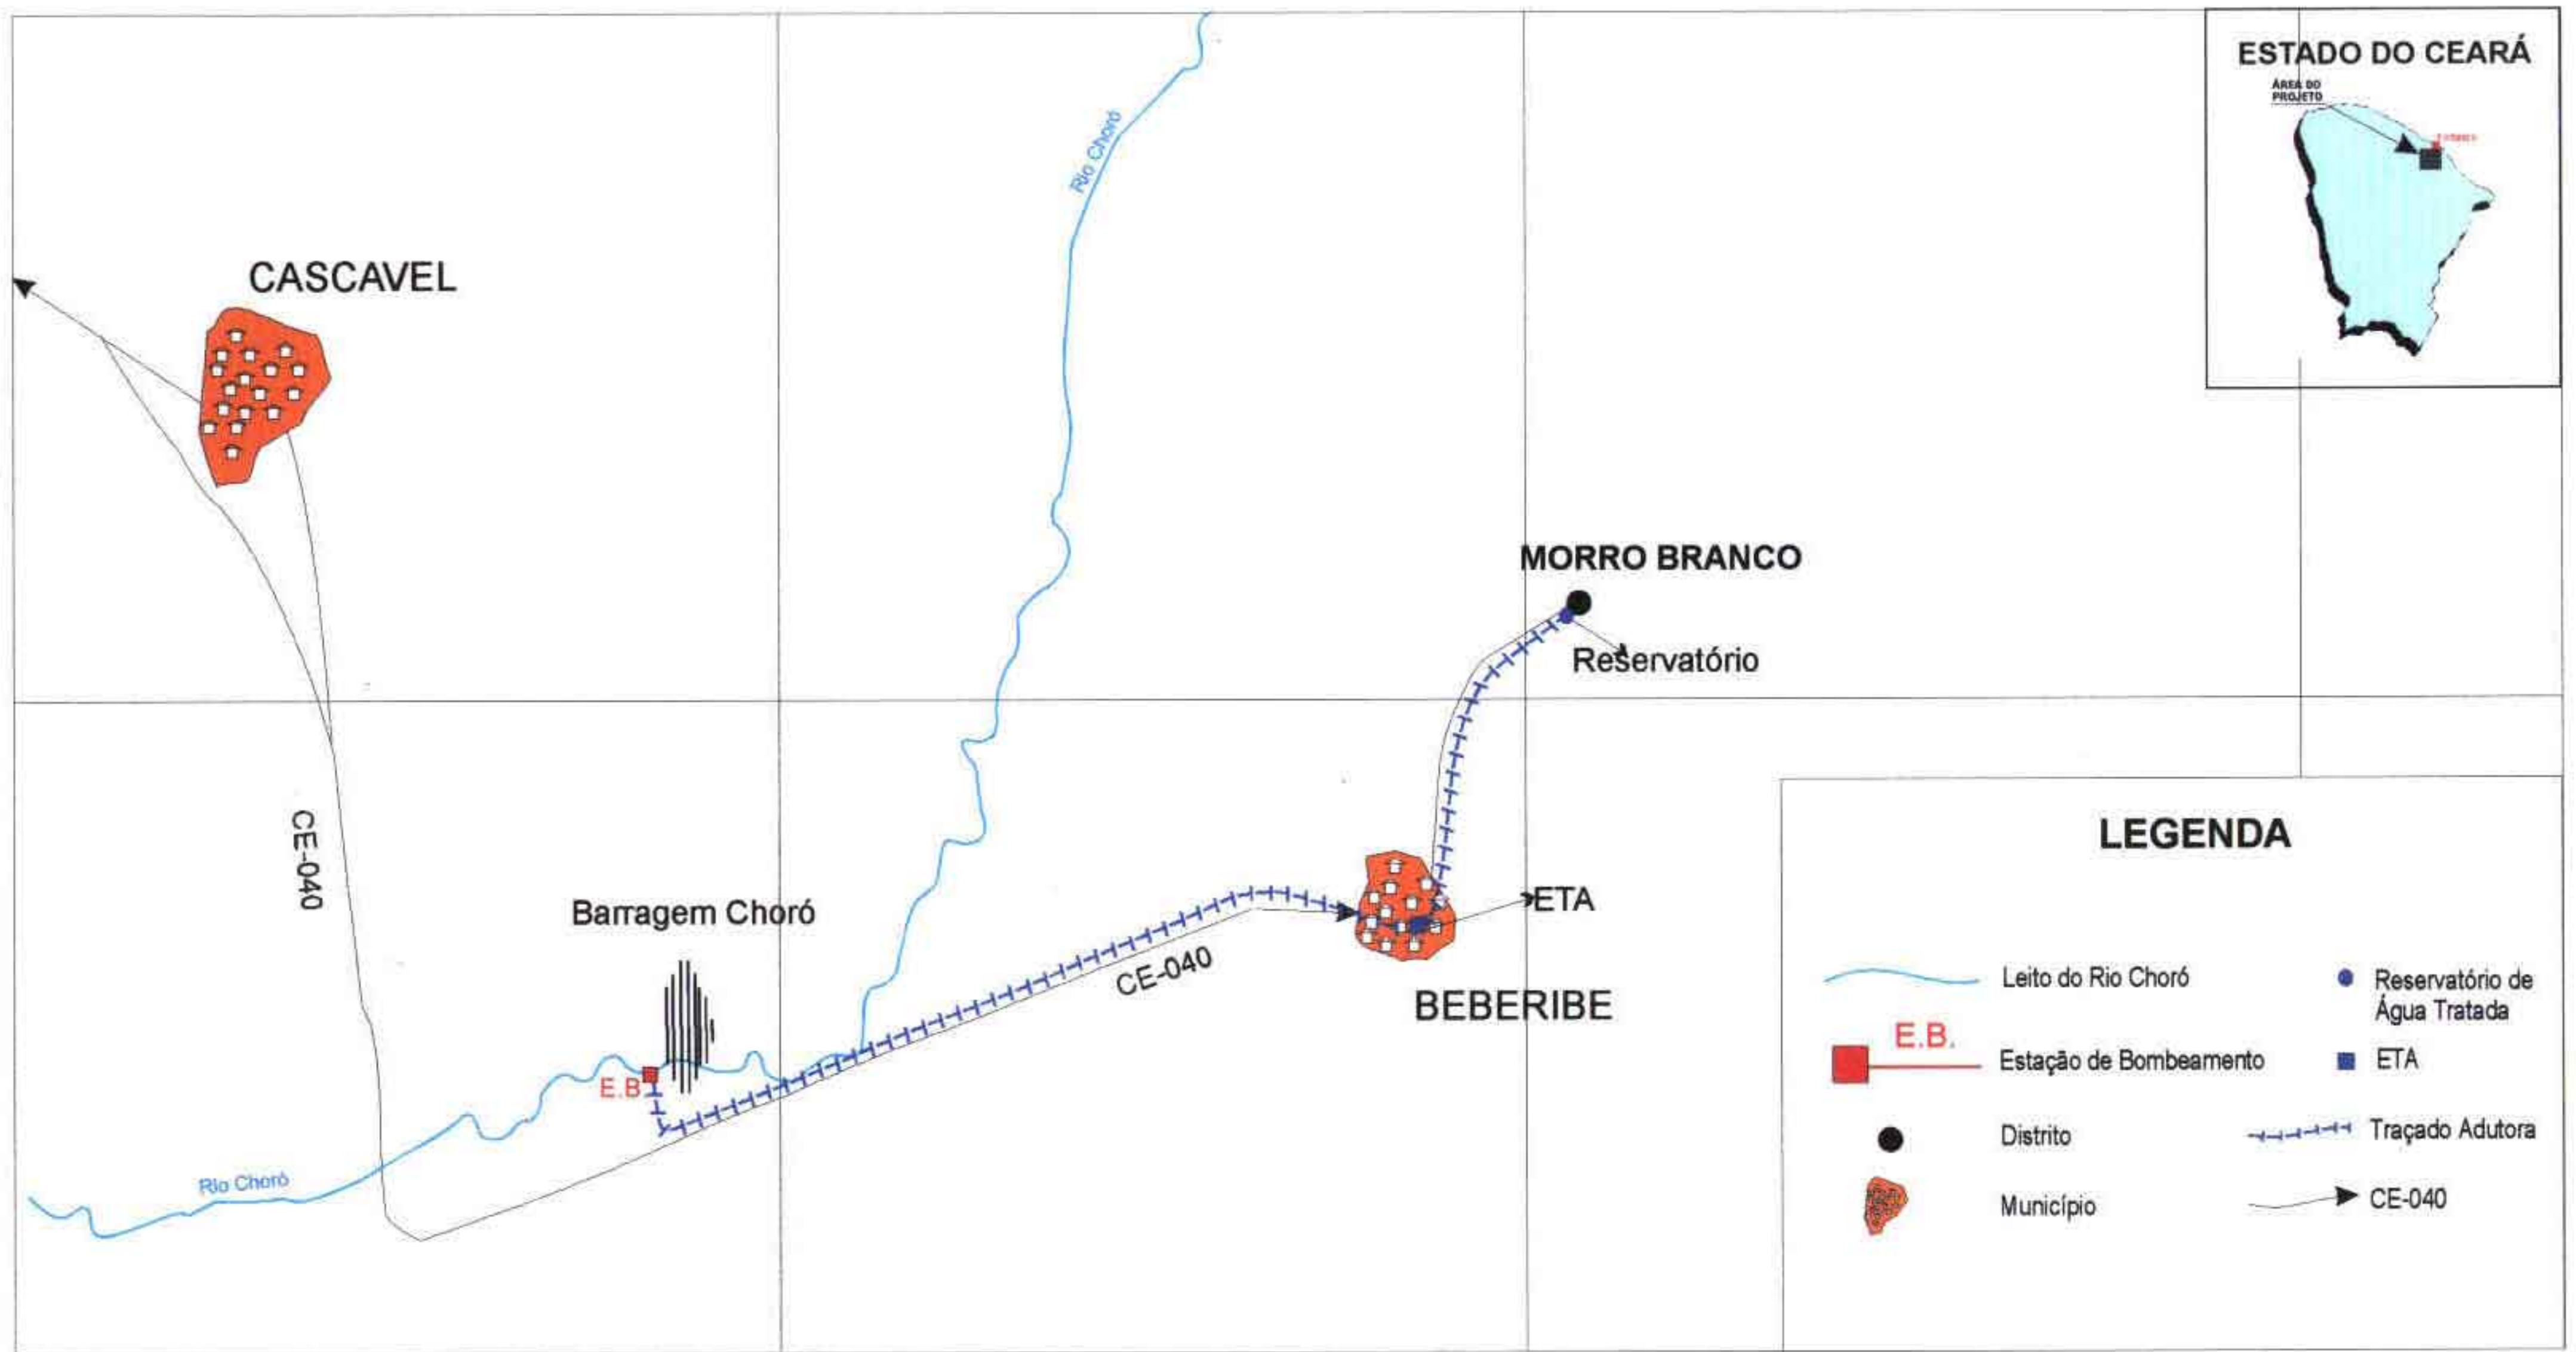 ESTADO DO CEARÁ
ÁREA DO
PROJETO
Rio Choró
CASCAVEL
MORRO BRANCO
Reservatório
CE-040
Barragem Choró
ETA
CE-040
BEBERIBE
E.B
Rio Choró
LEGENDA
Leito do Rio Choró
Reservatório de
Água Tratada
E.B.
Estação de Bombeamento
ETA
Distrito
Traçado Adutora
Município
CE-040